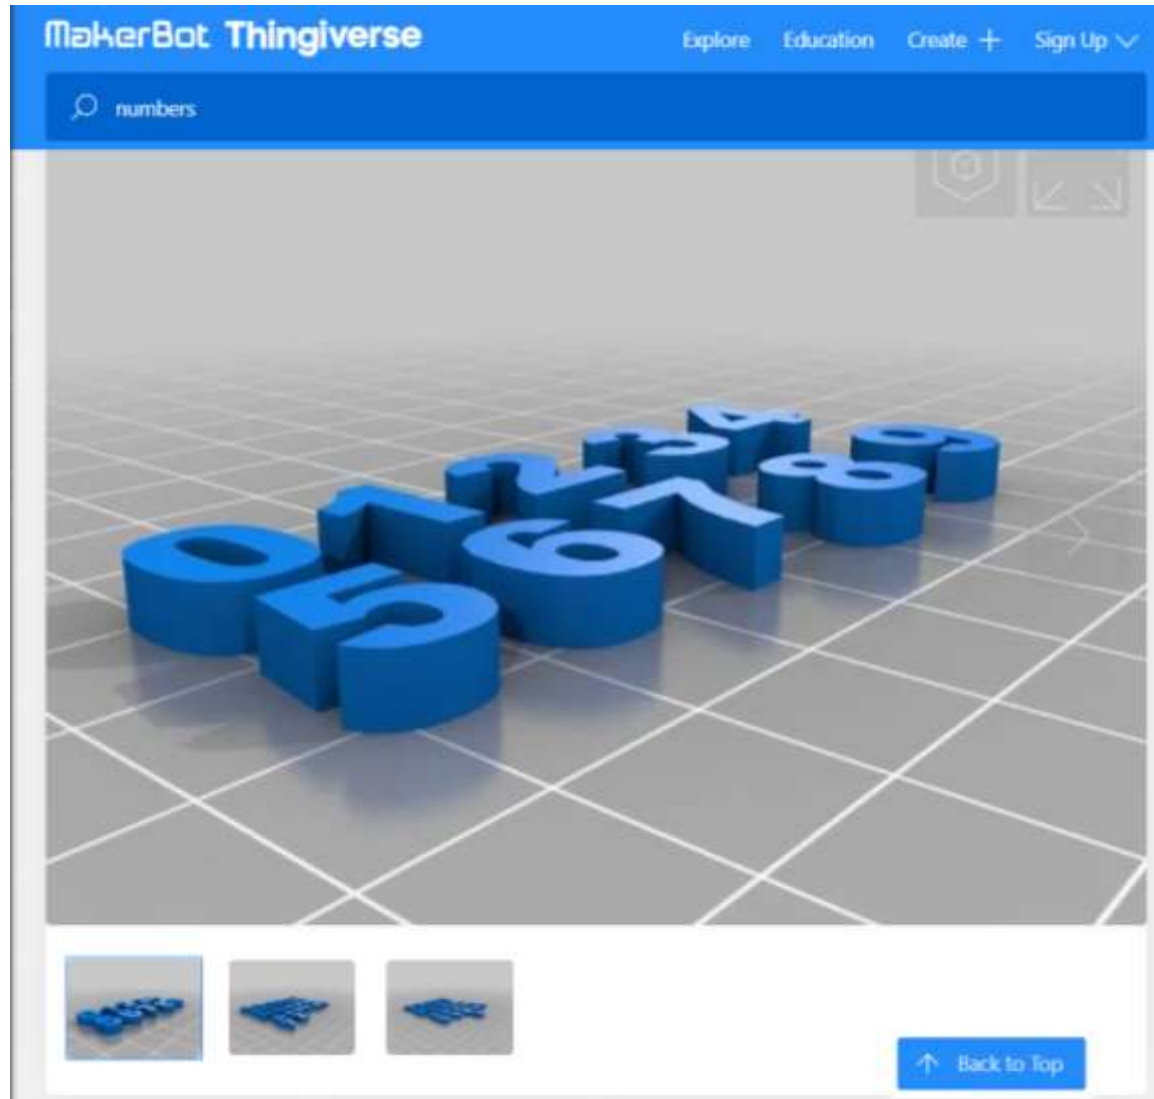 MakerBot Thingiverse
Explore Education Create + Sign Up
numbers
0 1 2 3 4
5 6 7 8 9
Back to Top